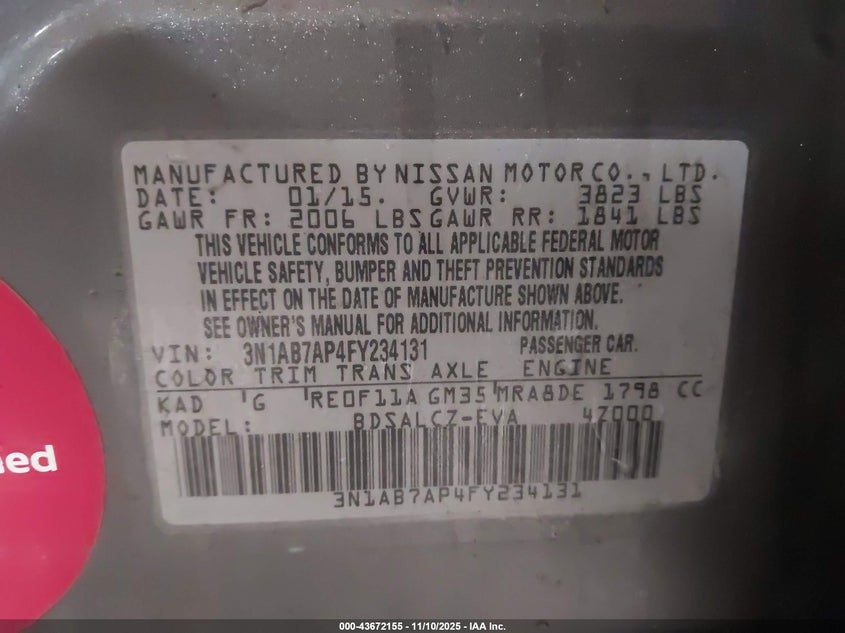 MANUFACTURED BY NISSAN MOTOR CO., LTD.
DATE: 01/15. GVWR: 3823 LBS
GAWR FR: 2006 LBS GAWR RR: 1841 LBS
THIS VEHICLE CONFORMS TO ALL APPLICABLE FEDERAL MOTOR
VEHICLE SAFETY, BUMPER AND THEFT PREVENTION STANDARDS
IN EFFECT ON THE DATE OF MANUFACTURE SHOWN ABOVE.
SEE OWNER'S MANUAL FOR ADDITIONAL INFORMATION.
VIN: 3N1AB7AP4FY234131 PASSENGER CAR.
COLOR TRIM TRANS AXLE ENGINE
KAD G RE0F11A GM35 MRA8DE 1798 CC
MODEL: BDSALCZ-EVA 4Z000
3N1AB7AP4FY234131
ned
000-43672155 - 11/10/2025 - IAA Inc.